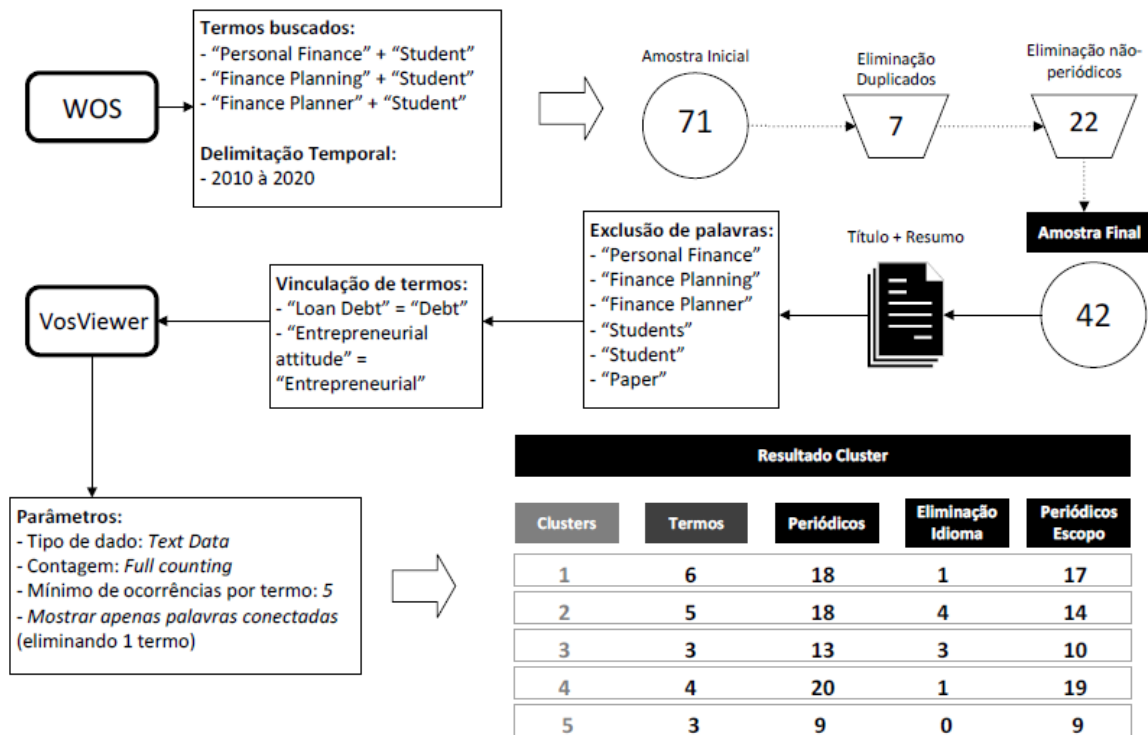 WOS
Termos buscados:
- “Personal Finance” + “Student”
- “Finance Planning” + “Student”
- “Finance Planner” + “Student”
Delimitação Temporal:
- 2010 à 2020
Amostra Inicial
71
Eliminação
Duplicados
7
Eliminação não-
periódicos
22
Amostra Final
42
Título + Resumo
Exclusão de palavras:
- “Personal Finance”
- “Finance Planning”
- “Finance Planner”
- “Students”
- “Student”
- “Paper”
Vinculação de termos:
- “Loan Debt” = “Debt”
- “Entrepreneurial
attitude” =
“Entrepreneurial”
VosViewer
Parâmetros:
- Tipo de dado: Text Data
- Contagem: Full counting
- Mínimo de ocorrências por termo: 5
- Mostrar apenas palavras conectadas
(eliminando 1 termo)
Resultado Cluster
Clusters Termos Periódicos Eliminação Idioma Periódicos Escopo
1 6 18 1 17
2 5 18 4 14
3 3 13 3 10
4 4 20 1 19
5 3 9 0 9